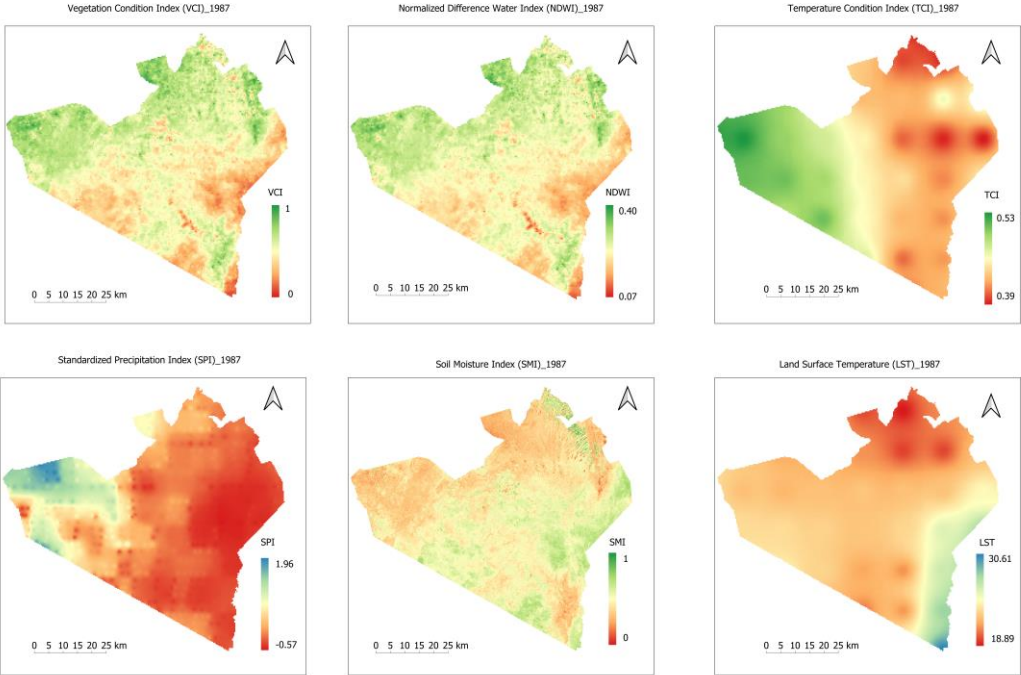 Vegetation Condition Index (VCI)_1987
Normalized Difference Water Index (NDWI)_1987
Temperature Condition Index (TCI)_1987
VCI
1
0
0 5 10 15 20 25 km
NDWI
0.40
0.07
0 5 10 15 20 25 km
TCI
0.53
0.39
0 5 10 15 20 25 km
Standardized Precipitation Index (SPI)_1987
Soil Moisture Index (SMI)_1987
Land Surface Temperature (LST)_1987
SPI
1.96
-0.57
0 5 10 15 20 25 km
SMI
1
0
0 5 10 15 20 25 km
LST
30.61
18.89
0 5 10 15 20 25 km